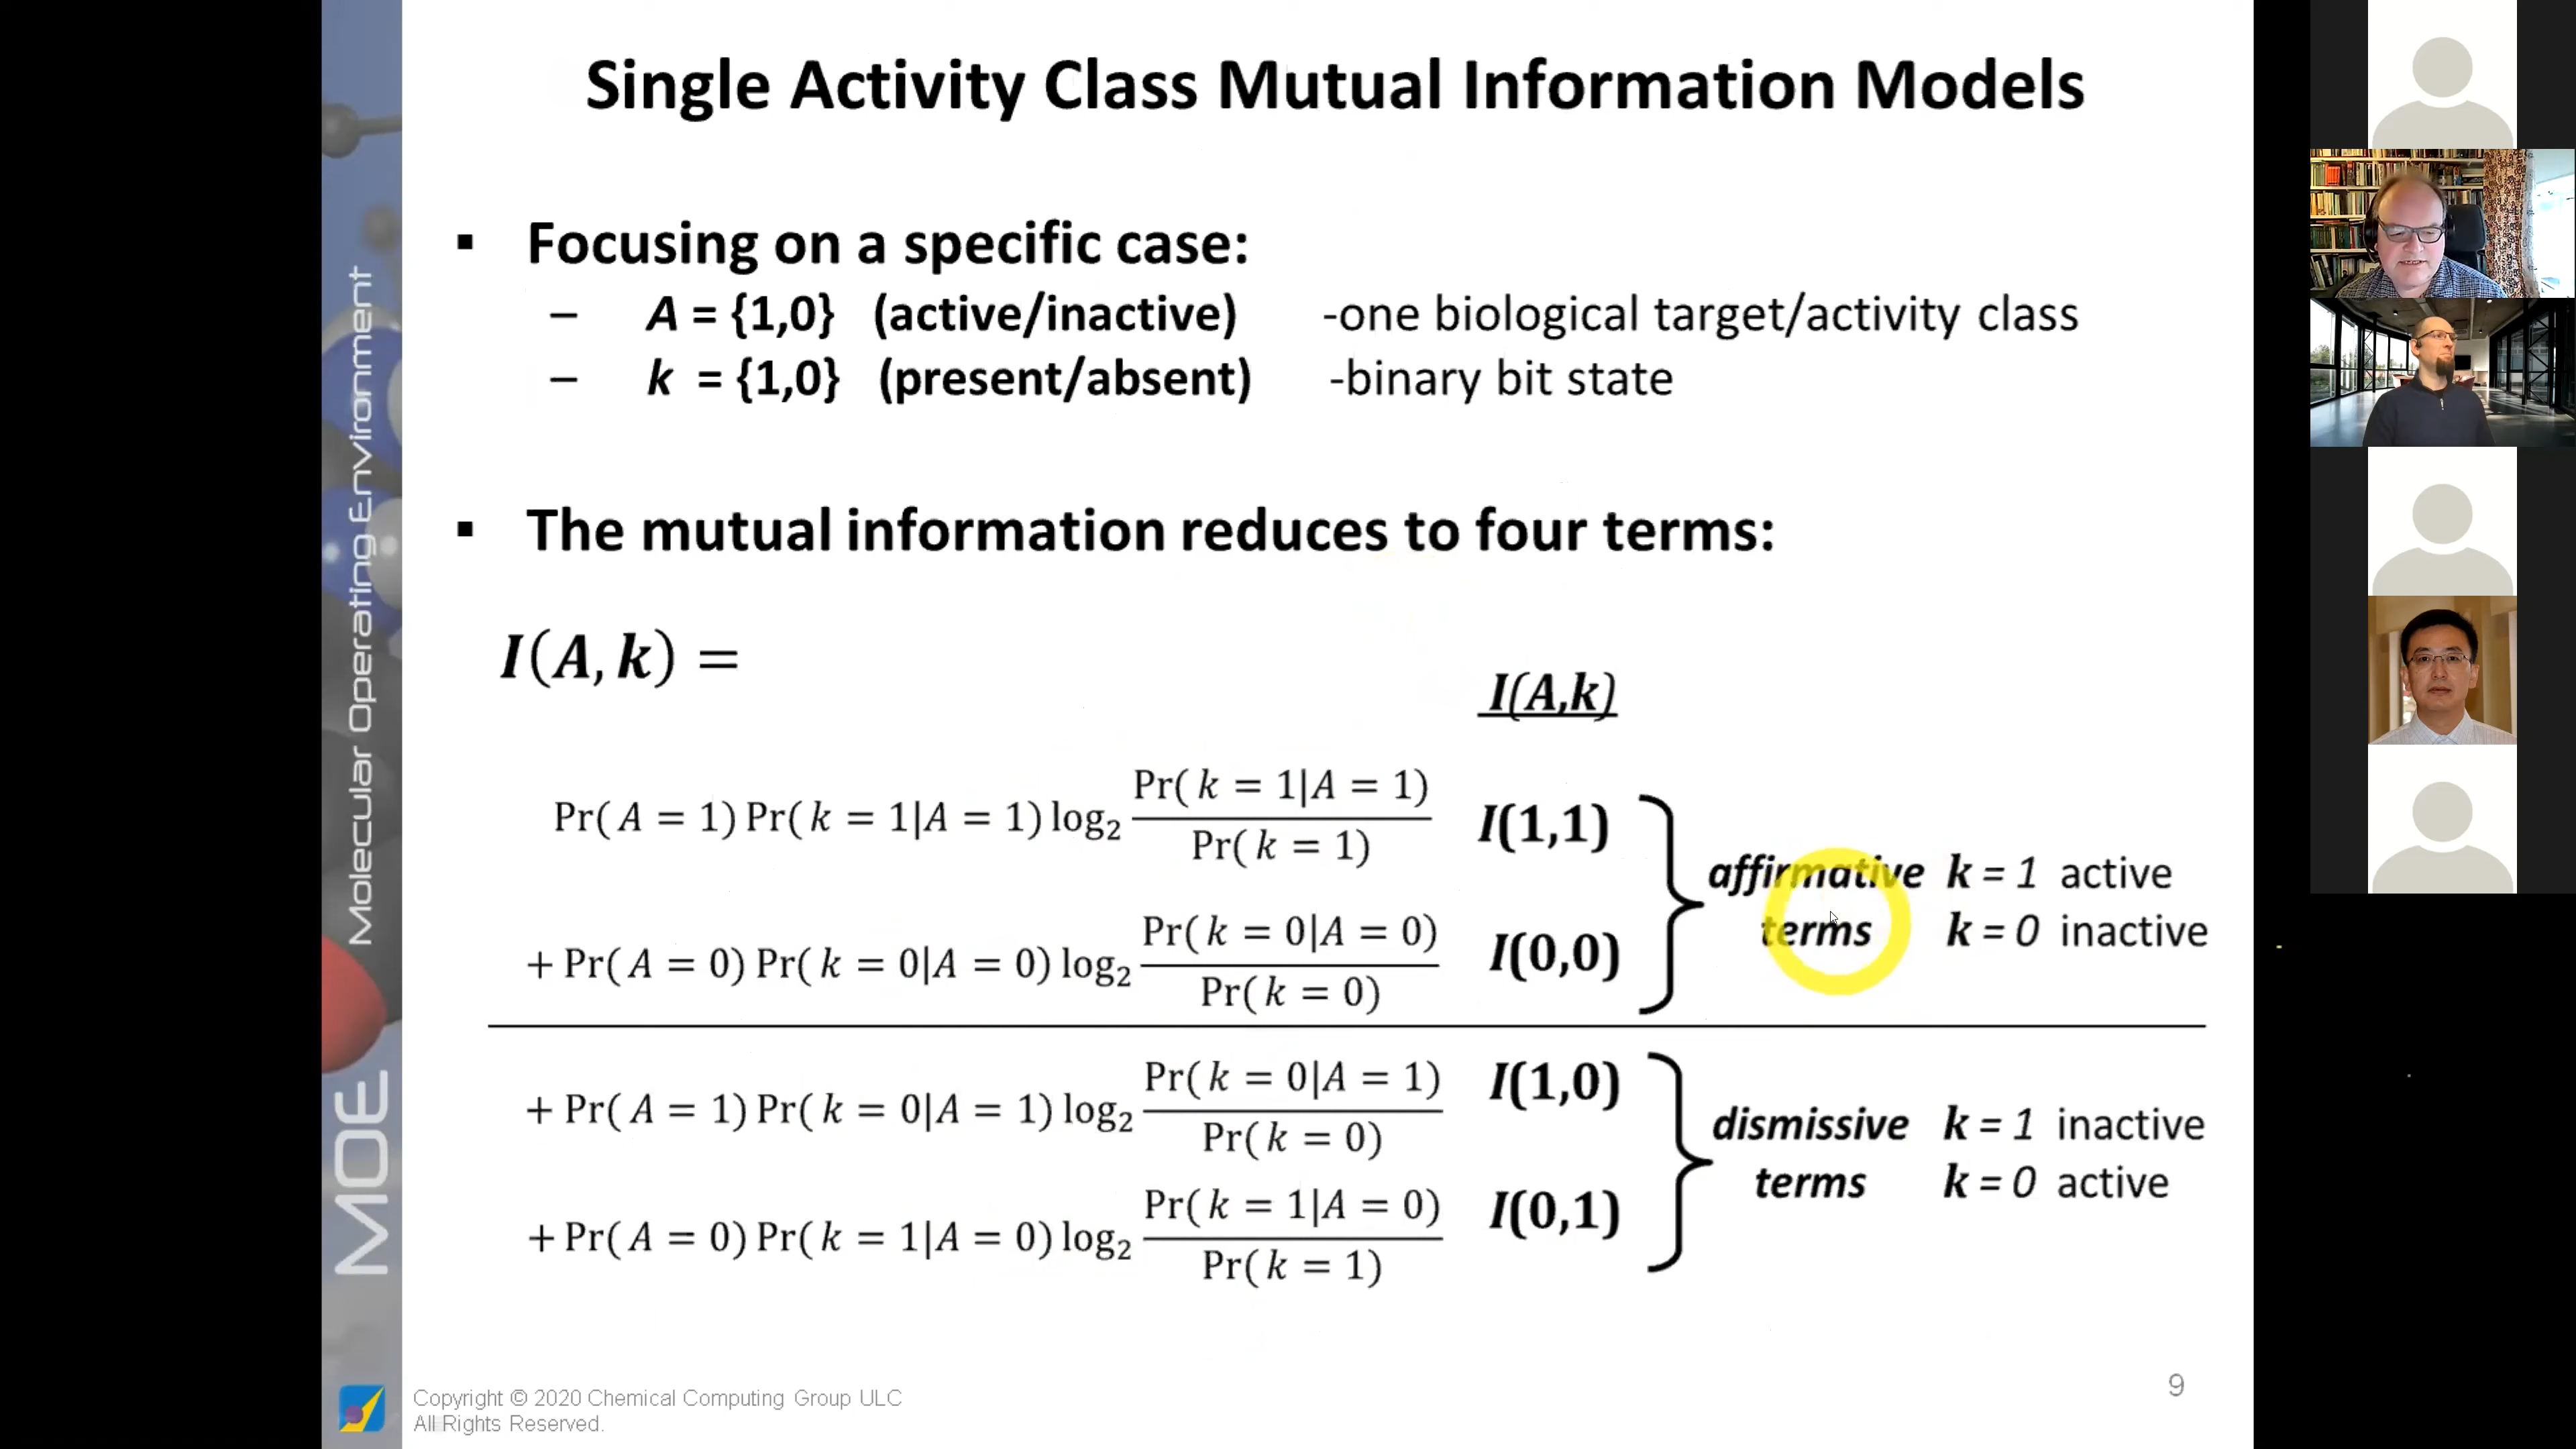 Single Activity Class Mutual Information Models
▪ Focusing on a specific case:
– A = {1,0} (active/inactive) -one biological target/activity class
– k = {1,0} (present/absent) -binary bit state
▪ The mutual information reduces to four terms:
I(A, k) =
I(A,k)
Pr( A = 1) Pr( k = 1|A = 1) log₂ Pr( k = 1|A = 1) / Pr( k = 1) I(1,1)
+ Pr( A = 0) Pr( k = 0|A = 0) log₂ Pr( k = 0|A = 0) / Pr( k = 0) I(0,0)
affirmative k = 1 active
terms k = 0 inactive
+ Pr( A = 1) Pr( k = 0|A = 1) log₂ Pr( k = 0|A = 1) / Pr( k = 0) I(1,0)
+ Pr( A = 0) Pr( k = 1|A = 0) log₂ Pr( k = 1|A = 0) / Pr( k = 1) I(0,1)
dismissive k = 1 inactive
terms k = 0 active
MOE Molecular Operating Environment
Copyright © 2020 Chemical Computing Group ULC
All Rights Reserved.
9